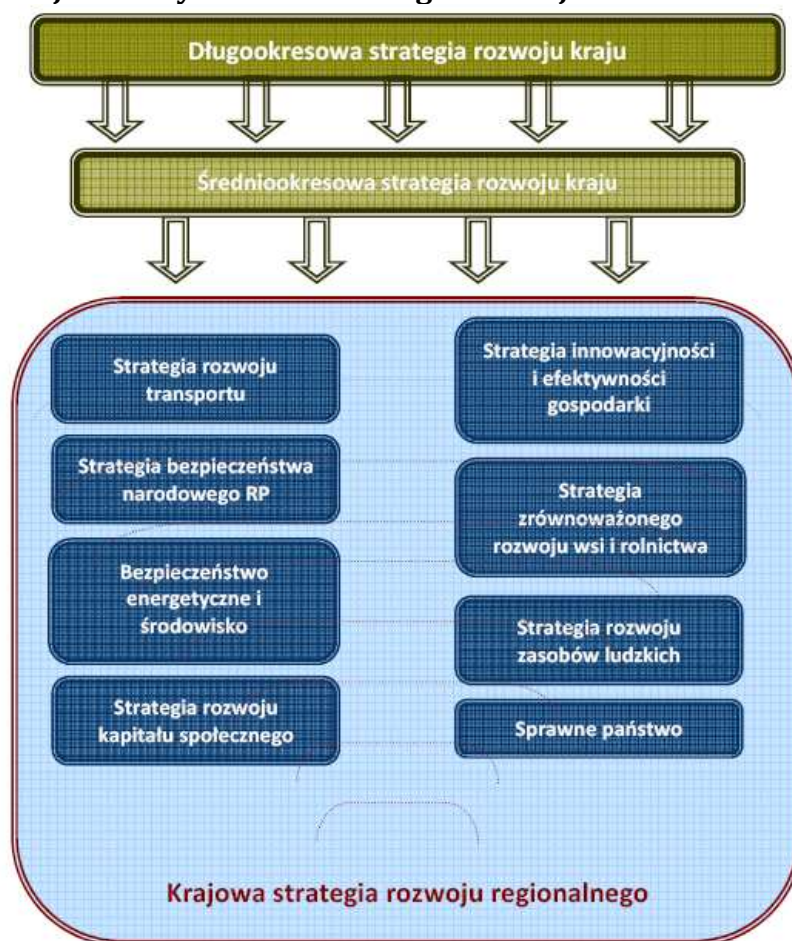 Długookresowa strategia rozwoju kraju
Średniookresowa strategia rozwoju kraju
Strategia rozwoju
transportu
Strategia bezpieczeństwa
narodowego RP
Bezpieczeństwo
energetyczne i
środowisko
Strategia rozwoju
kapitału społecznego
Strategia innowacyjności
i efektywności
gospodarki
Strategia
zrównoważonego
rozwoju wsi i rolnictwa
Strategia rozwoju
zasobów ludzkich
Sprawne państwo
Krajowa strategia rozwoju regionalnego